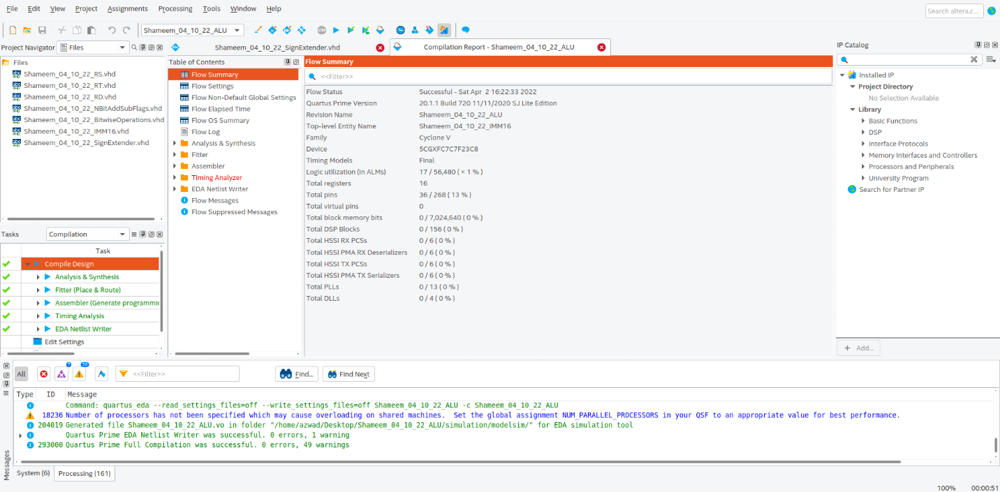 File Edit View Project Assignments Processing Tools Window Help
Search altera.c...
Shameem_04_10_22_ALU
STOP
Project Navigator Files
Files
Shameem_04_10_22_RS.vhd
Shameem_04_10_22_RT.vhd
Shameem_04_10_22_RD.vhd
Shameem_04_10_22_NBitAddSubFlags.vhd
Shameem_04_10_22_BitwiseOperations.vhd
Shameem_04_10_22_IMM16.vhd
Shameem_04_10_22_SignExtender.vhd
Tasks Compilation
Task
Compile Design
Analysis & Synthesis
Fitter (Place & Route)
Assembler (Generate programmin
Timing Analysis
EDA Netlist Writer
Edit Settings
Shameem_04_10_22_SignExtender.vhd
Compilation Report - Shameem_04_10_22_ALU
Table of Contents
Flow Summary
Flow Settings
Flow Non-Default Global Settings
Flow Elapsed Time
Flow OS Summary
Flow Log
Analysis & Synthesis
Fitter
Assembler
Timing Analyzer
EDA Netlist Writer
Flow Messages
Flow Suppressed Messages
Flow Summary
<<Filter>>
Flow Status Successful - Sat Apr 2 16:22:33 2022
Quartus Prime Version 20.1.1 Build 720 11/11/2020 SJ Lite Edition
Revision Name Shameem_04_10_22_ALU
Top-level Entity Name Shameem_04_10_22_IMM16
Family Cyclone V
Device 5CGXFC7C7F23C8
Timing Models Final
Logic utilization (in ALMs) 17 / 56,480 ( < 1 % )
Total registers 16
Total pins 36 / 268 ( 13 % )
Total virtual pins 0
Total block memory bits 0 / 7,024,640 ( 0 % )
Total DSP Blocks 0 / 156 ( 0 % )
Total HSSI RX PCSs 0 / 6 ( 0 % )
Total HSSI PMA RX Deserializers 0 / 6 ( 0 % )
Total HSSI TX PCSs 0 / 6 ( 0 % )
Total HSSI PMA TX Serializers 0 / 6 ( 0 % )
Total PLLs 0 / 13 ( 0 % )
Total DLLs 0 / 4 ( 0 % )
IP Catalog
Installed IP
Project Directory
No Selection Available
Library
Basic Functions
DSP
Interface Protocols
Memory Interfaces and Controllers
Processors and Peripherals
University Program
Search for Partner IP
+ Add...
All 7 26 <<Filter>> Find... Find Next
Type ID Message
Command: quartus_eda --read_settings_files=off --write_settings_files=off Shameem_04_10_22_ALU -c Shameem_04_10_22_ALU
18236 Number of processors has not been specified which may cause overloading on shared machines. Set the global assignment NUM_PARALLEL_PROCESSORS in your QSF to an appropriate value for best performance.
204019 Generated file Shameem_04_10_22_ALU.vo in folder "/home/azwad/Desktop/Shameem_04_10_22_ALU/simulation/modelsim/" for EDA simulation tool
Quartus Prime EDA Netlist Writer was successful. 0 errors, 1 warning
293000 Quartus Prime Full Compilation was successful. 0 errors, 49 warnings
Messages
System (6) Processing (161)
100% 00:00:51